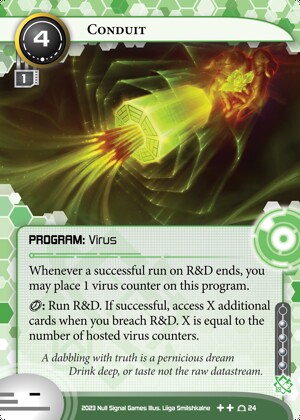 4
CONDUIT
1
PROGRAM: Virus
Whenever a successful run on R&D ends, you
may place 1 virus counter on this program.
: Run R&D. If successful, access X additional
cards when you breach R&D. X is equal to the
number of hosted virus counters.
A dabbling with truth is a pernicious dream
Drink deep, or taste not the raw datastream.
–
2023 Null Signal Games Illus. Liiga Smilshkalne
24